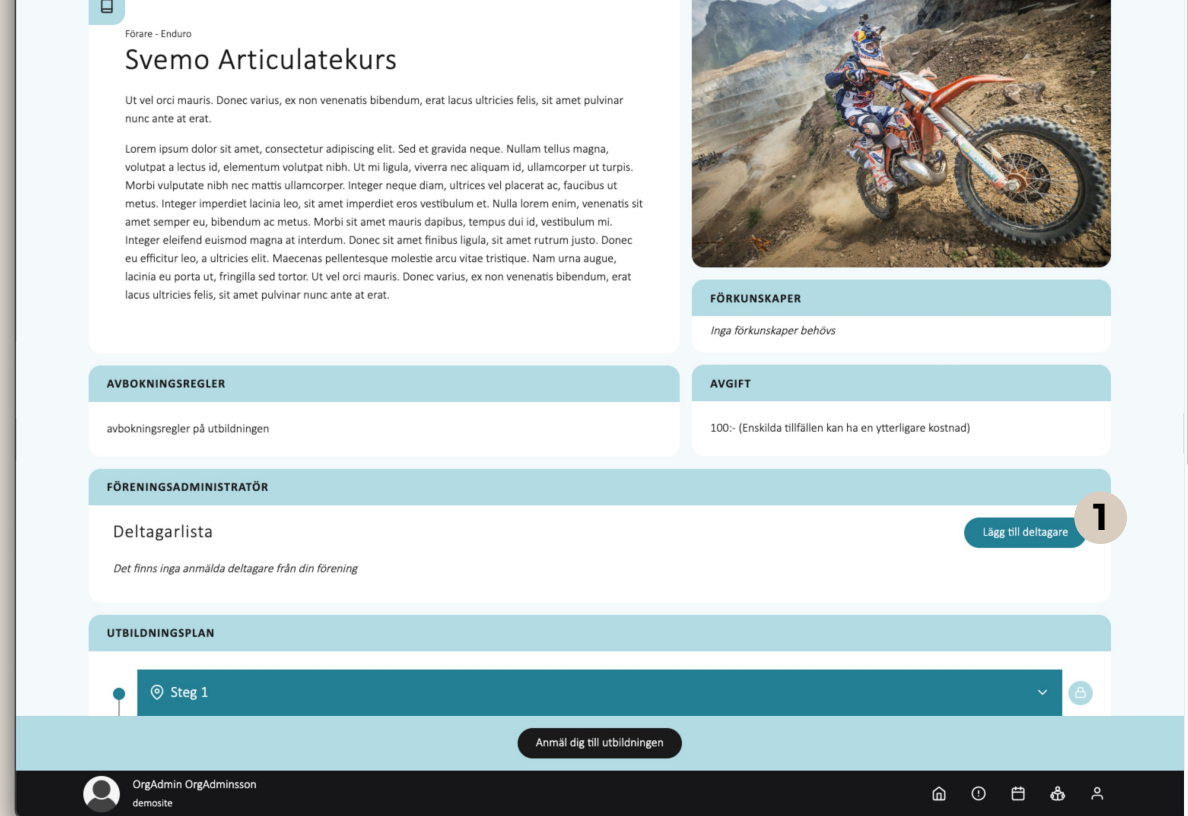 Förare - Enduro
Svemo Articulatekurs
Ut vel orci mauris. Donec varius, ex non venenatis bibendum, erat lacus ultricies felis, sit amet pulvinar
nunc ante at erat.
Lorem ipsum dolor sit amet, consectetur adipiscing elit. Sed et gravida neque. Nullam tellus magna,
volutpat a lectus id, elementum volutpat nibh. Ut mi ligula, viverra nec aliquam id, ullamcorper ut turpis.
Morbi vulputate nibh nec mattis ullamcorper. Integer neque diam, ultrices vel placerat ac, faucibus ut
metus. Integer imperdiet lacinia leo, sit amet imperdiet eros vestibulum et. Nulla lorem enim, venenatis sit
amet semper eu, bibendum ac metus. Morbi sit amet mauris dapibus, tempus dui id, vestibulum mi.
Integer eleifend euismod magna at interdum. Donec sit amet finibus ligula, sit amet rutrum justo. Donec
eu efficitur leo, a ultricies elit. Maecenas pellentesque molestie arcu vitae tristique. Nam urna augue,
lacinia eu porta ut, fringilla sed tortor. Ut vel orci mauris. Donec varius, ex non venenatis bibendum, erat
lacus ultricies felis, sit amet pulvinar nunc ante at erat.
FÖRKUNSKAPER
Inga förkunskaper behövs
AVBOKNINGSREGLER
avbokningsregler på utbildningen
AVGIFT
100:- (Enskilda tillfällen kan ha en ytterligare kostnad)
FÖRENINGSADMINISTRATÖR
Deltagarlista
Lägg till deltagare
1
Det finns inga anmälda deltagare från din förening
UTBILDNINGSPLAN
Steg 1
Anmäl dig till utbildningen
OrgAdmin OrgAdminsson
demosite